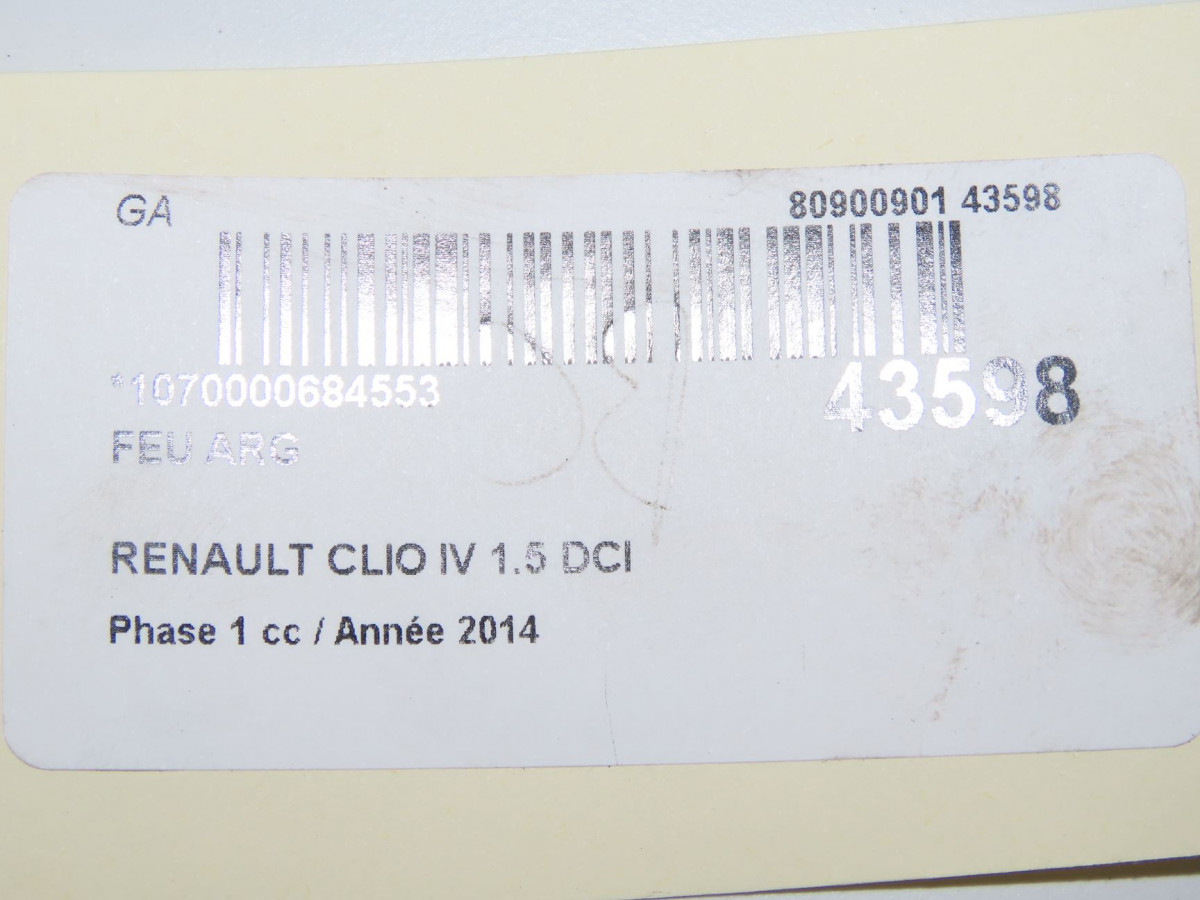 GA
80900901 43598
*1070000684553
43598
FEU ARG
RENAULT CLIO IV 1.5 DCI
Phase 1 cc / Année 2014